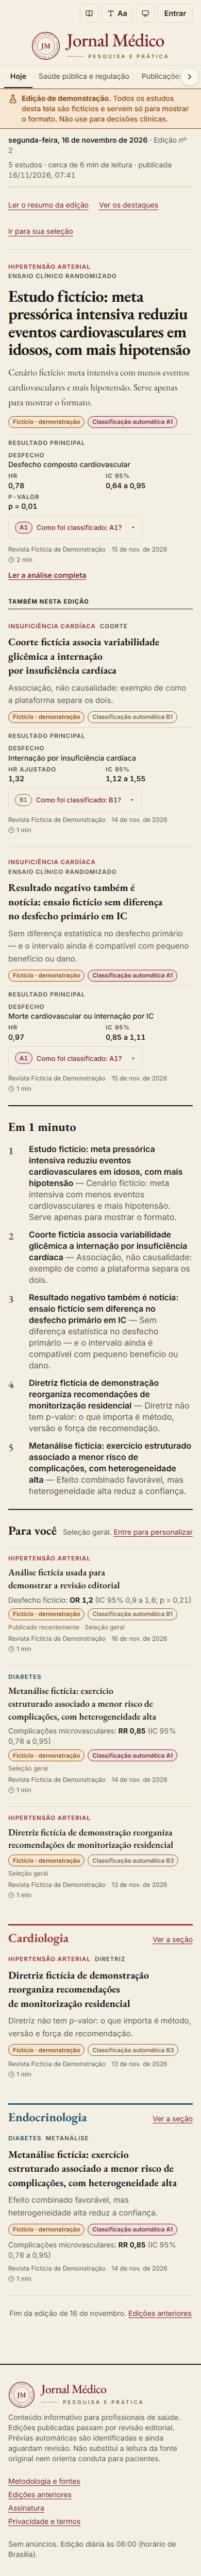 Aa
Entrar
JM
Jornal Médico
PESQUISA E PRÁTICA
Hoje Saúde pública e regulação Publicações
Edição de demonstração. Todos os estudos
desta tela são fictícios e servem só para mostrar
o formato. Não use para decisões clínicas.
segunda-feira, 16 de novembro de 2026 · Edição nº
2
5 estudos · cerca de 6 min de leitura · publicada
16/11/2026, 07:41
Ler o resumo da edição Ver os destaques
Ir para sua seleção
HIPERTENSÃO ARTERIAL
ENSAIO CLÍNICO RANDOMIZADO
Estudo fictício: meta
pressórica intensiva reduziu
eventos cardiovasculares em
idosos, com mais hipotensão
Cenário fictício: meta intensiva com menos eventos
cardiovasculares e mais hipotensão. Serve apenas
para mostrar o formato.
Fictício · demonstração Classificação automática A1
RESULTADO PRINCIPAL
DESFECHO
Desfecho composto cardiovascular
HR IC 95%
0,78 0,64 a 0,95
P-VALOR
p = 0,01
A1 Como foi classificado: A1?
Revista Fictícia de Demonstração 15 de nov. de 2026
2 min
Ler a análise completa
TAMBÉM NESTA EDIÇÃO
INSUFICIÊNCIA CARDÍACA COORTE
Coorte fictícia associa variabilidade
glicêmica a internação
por insuficiência cardíaca
Associação, não causalidade: exemplo de como
a plataforma separa os dois.
Fictício · demonstração Classificação automática B1
RESULTADO PRINCIPAL
DESFECHO
Internação por insuficiência cardíaca
HR AJUSTADO IC 95%
1,32 1,12 a 1,55
B1 Como foi classificado: B1?
Revista Fictícia de Demonstração 14 de nov. de 2026
1 min
INSUFICIÊNCIA CARDÍACA
ENSAIO CLÍNICO RANDOMIZADO
Resultado negativo também é
notícia: ensaio fictício sem diferença
no desfecho primário em IC
Sem diferença estatística no desfecho primário
— e o intervalo ainda é compatível com pequeno
benefício ou dano.
Fictício · demonstração Classificação automática A1
RESULTADO PRINCIPAL
DESFECHO
Morte cardiovascular ou internação por IC
HR IC 95%
0,97 0,85 a 1,11
A1 Como foi classificado: A1?
Revista Fictícia de Demonstração 15 de nov. de 2026
1 min
Em 1 minuto
1 Estudo fictício: meta pressórica
intensiva reduziu eventos
cardiovasculares em idosos, com mais
hipotensão — Cenário fictício: meta
intensiva com menos eventos
cardiovasculares e mais hipotensão.
Serve apenas para mostrar o formato.
2 Coorte fictícia associa variabilidade
glicêmica a internação por insuficiência
cardíaca — Associação, não causalidade:
exemplo de como a plataforma separa os
dois.
3 Resultado negativo também é notícia:
ensaio fictício sem diferença no
desfecho primário em IC — Sem
diferença estatística no desfecho
primário — e o intervalo ainda é
compatível com pequeno benefício ou
dano.
4 Diretriz fictícia de demonstração
reorganiza recomendações de
monitorização residencial — Diretriz não
tem p-valor: o que importa é método,
versão e força de recomendação.
5 Metanálise fictícia: exercício estruturado
associado a menor risco de
complicações, com heterogeneidade
alta — Efeito combinado favorável, mas
heterogeneidade alta reduz a confiança.
Para você Seleção geral. Entre para personalizar
HIPERTENSÃO ARTERIAL
Análise fictícia usada para
demonstrar a revisão editorial
Desfecho fictício: OR 1,2 (IC 95% 0,9 a 1,6; p = 0,21)
Fictício · demonstração Classificação automática B1
Publicado recentemente · Seleção geral
Revista Fictícia de Demonstração 16 de nov. de 2026
1 min
DIABETES
Metanálise fictícia: exercício
estruturado associado a menor risco de
complicações, com heterogeneidade alta
Complicações microvasculares: RR 0,85 (IC 95%
0,76 a 0,95)
Fictício · demonstração Classificação automática A1
Seleção geral
Revista Fictícia de Demonstração 14 de nov. de 2026
1 min
HIPERTENSÃO ARTERIAL
Diretriz fictícia de demonstração reorganiza
recomendações de monitorização residencial
Fictício · demonstração Classificação automática B3
Seleção geral
Revista Fictícia de Demonstração 13 de nov. de 2026
1 min
Cardiologia Ver a seção
HIPERTENSÃO ARTERIAL DIRETRIZ
Diretriz fictícia de demonstração
reorganiza recomendações
de monitorização residencial
Diretriz não tem p-valor: o que importa é método,
versão e força de recomendação.
Fictício · demonstração Classificação automática B3
Revista Fictícia de Demonstração 13 de nov. de 2026
1 min
Endocrinologia Ver a seção
DIABETES METANÁLISE
Metanálise fictícia: exercício
estruturado associado a menor risco de
complicações, com heterogeneidade alta
Efeito combinado favorável, mas
heterogeneidade alta reduz a confiança.
Fictício · demonstração Classificação automática A1
Complicações microvasculares: RR 0,85 (IC 95%
0,76 a 0,95)
Revista Fictícia de Demonstração 14 de nov. de 2026
1 min
Fim da edição de 16 de novembro. Edições anteriores
JM
Jornal Médico
PESQUISA E PRÁTICA
Conteúdo informativo para profissionais de saúde.
Edições publicadas passam por revisão editorial.
Prévias automáticas são identificadas e ainda
aguardam revisão. Não substitui a leitura da fonte
original nem orienta conduta para pacientes.
Metodologia e fontes
Edições anteriores
Assinatura
Privacidade e termos
Sem anúncios. Edição diária às 06:00 (horário de
Brasília).